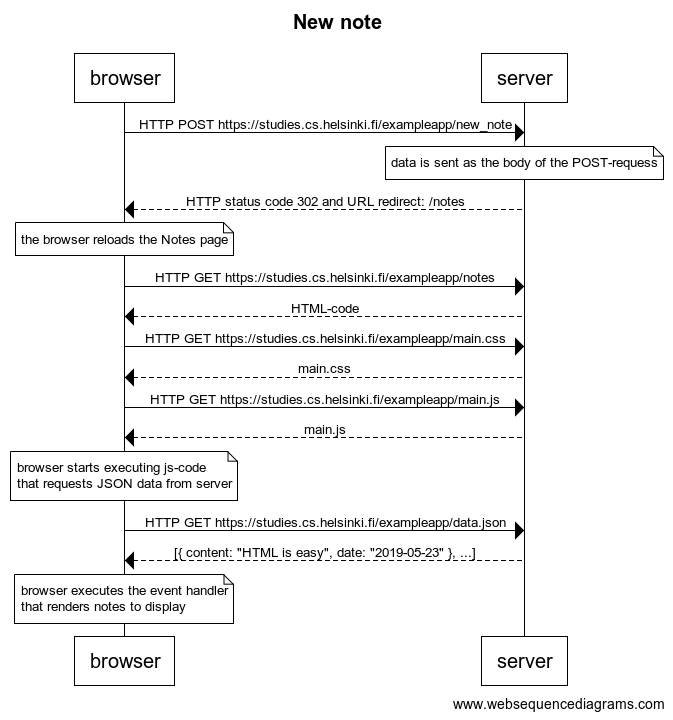 New note
browser
server
HTTP POST https://studies.cs.helsinki.fi/exampleapp/new_note
data is sent as the body of the POST-requess
HTTP status code 302 and URL redirect: /notes
the browser reloads the Notes page
HTTP GET https://studies.cs.helsinki.fi/exampleapp/notes
HTML-code
HTTP GET https://studies.cs.helsinki.fi/exampleapp/main.css
main.css
HTTP GET https://studies.cs.helsinki.fi/exampleapp/main.js
main.js
browser starts executing js-code
that requests JSON data from server
HTTP GET https://studies.cs.helsinki.fi/exampleapp/data.json
[{ content: "HTML is easy", date: "2019-05-23" }, ...]
browser executes the event handler
that renders notes to display
browser
server
www.websequencediagrams.com